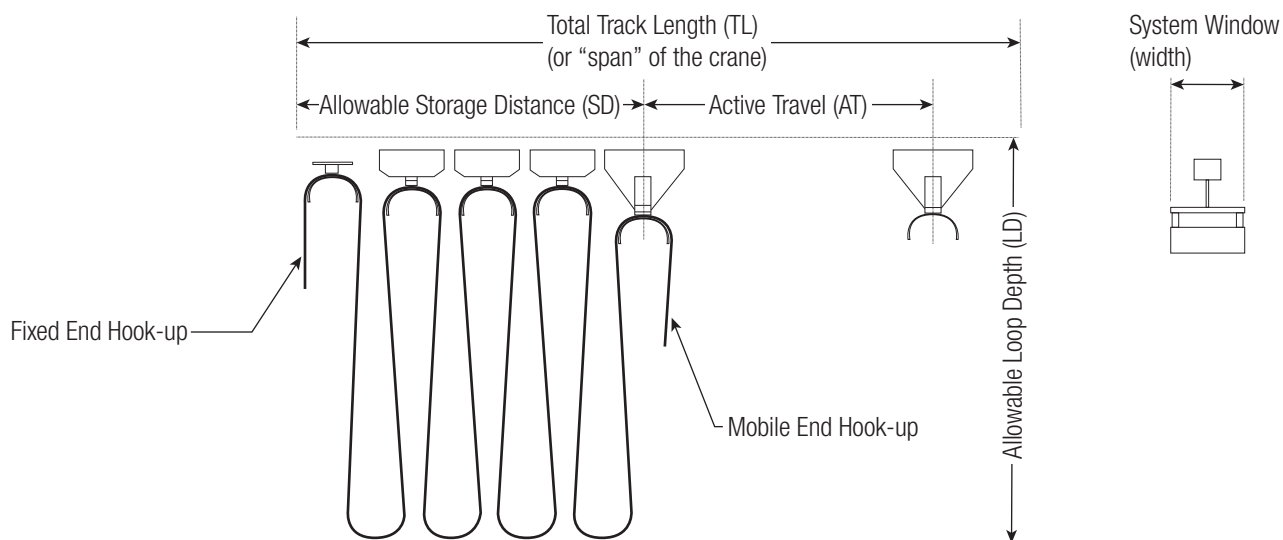 Total Track Length (TL)
(or “span” of the crane)
System Window
(width)
Allowable Storage Distance (SD)
Active Travel (AT)
Allowable Loop Depth (LD)
Fixed End Hook-up
Mobile End Hook-up